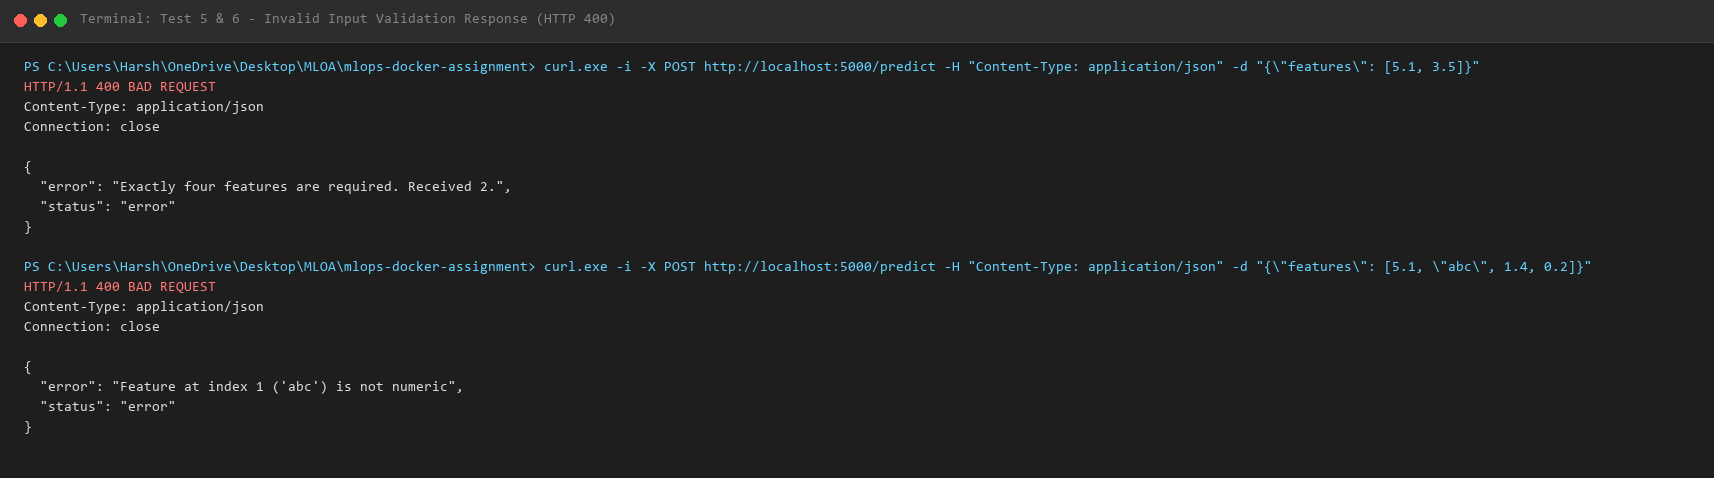 Terminal: Test 5 & 6 - Invalid Input Validation Response (HTTP 400)
PS C:\Users\Harsh\OneDrive\Desktop\MLOA\mlops-docker-assignment> curl.exe -i -X POST http://localhost:5000/predict -H "Content-Type: application/json" -d "{\"features\": [5.1, 3.5]}"
HTTP/1.1 400 BAD REQUEST
Content-Type: application/json
Connection: close
{
  "error": "Exactly four features are required. Received 2.",
  "status": "error"
}
PS C:\Users\Harsh\OneDrive\Desktop\MLOA\mlops-docker-assignment> curl.exe -i -X POST http://localhost:5000/predict -H "Content-Type: application/json" -d "{\"features\": [5.1, \"abc\", 1.4, 0.2]}"
HTTP/1.1 400 BAD REQUEST
Content-Type: application/json
Connection: close
{
  "error": "Feature at index 1 ('abc') is not numeric",
  "status": "error"
}